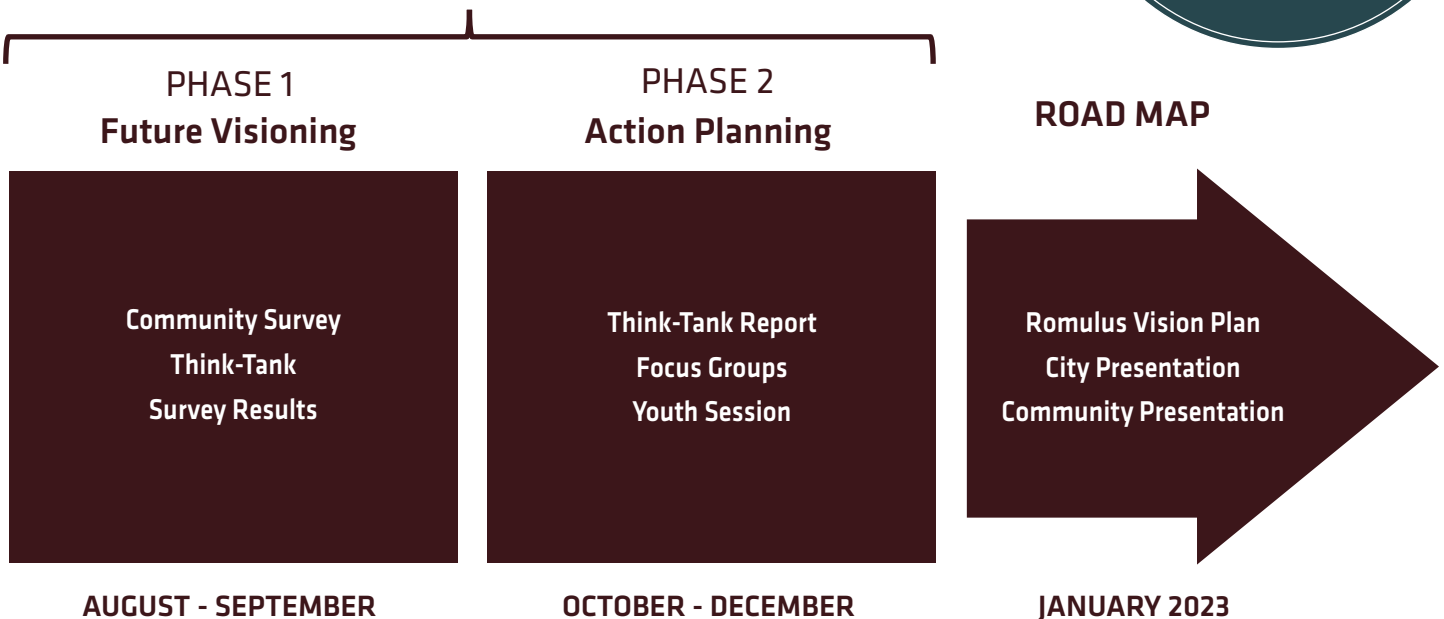 PHASE 1
Future Visioning
Community Survey
Think-Tank
Survey Results
AUGUST - SEPTEMBER
PHASE 2
Action Planning
Think-Tank Report
Focus Groups
Youth Session
OCTOBER - DECEMBER
ROAD MAP
Romulus Vision Plan
City Presentation
Community Presentation
JANUARY 2023